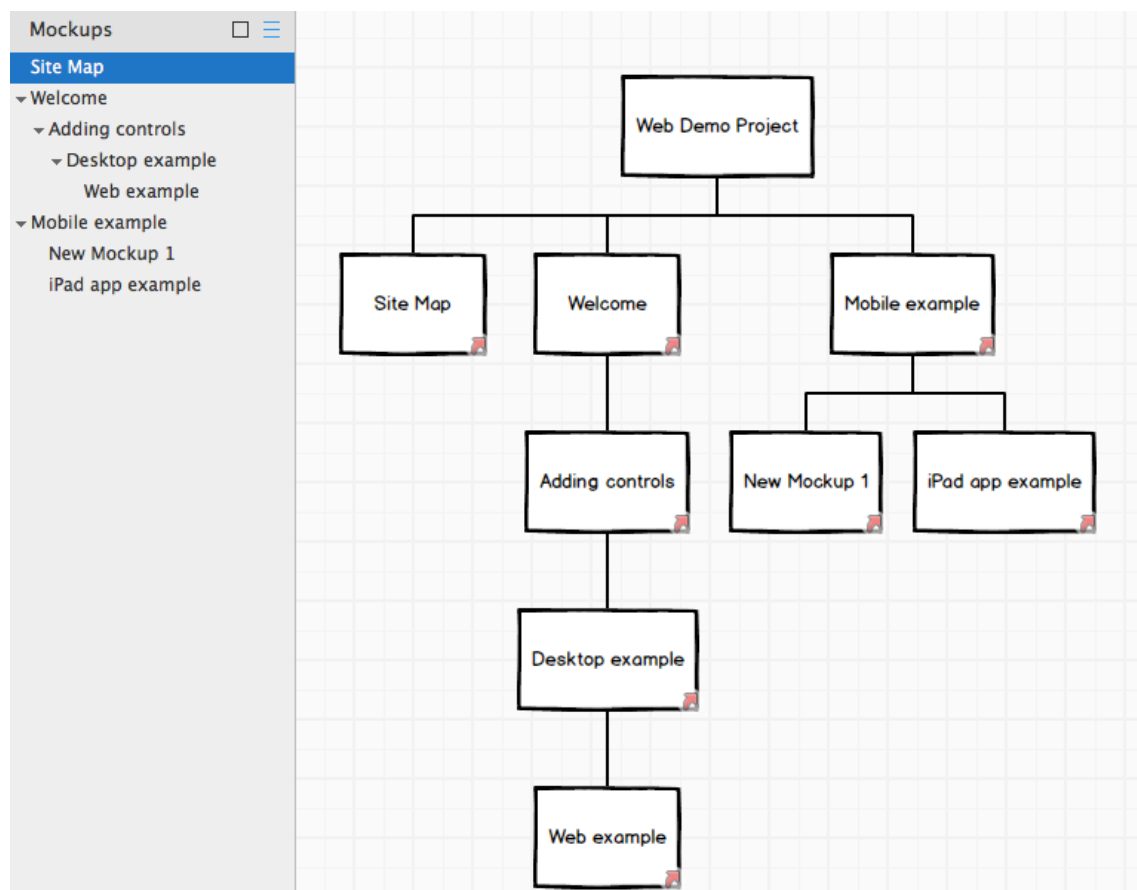 Mockups
Site Map
Welcome
Adding controls
Desktop example
Web example
Mobile example
New Mockup 1
iPad app example
Web Demo Project
Site Map
Welcome
Mobile example
Adding controls
New Mockup 1
iPad app example
Desktop example
Web example